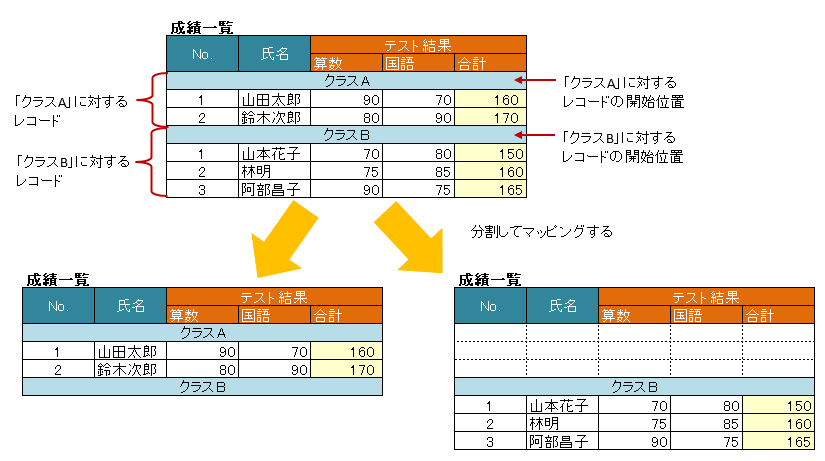 成績一覧
No. 氏名 テスト結果
算数 国語 合計
クラスA
1 山田太郎 90 70 160
2 鈴木次郎 80 90 170
クラスB
1 山本花子 70 80 150
2 林明 75 85 160
3 阿部昌子 90 75 165
「クラスA」に対する
レコード
「クラスB」に対する
レコード
「クラスA」に対する
レコードの開始位置
「クラスB」に対する
レコードの開始位置
分割してマッピングする
成績一覧
No. 氏名 テスト結果
算数 国語 合計
クラスA
1 山田太郎 90 70 160
2 鈴木次郎 80 90 170
クラスB
成績一覧
No. 氏名 テスト結果
算数 国語 合計
クラスB
1 山本花子 70 80 150
2 林明 75 85 160
3 阿部昌子 90 75 165